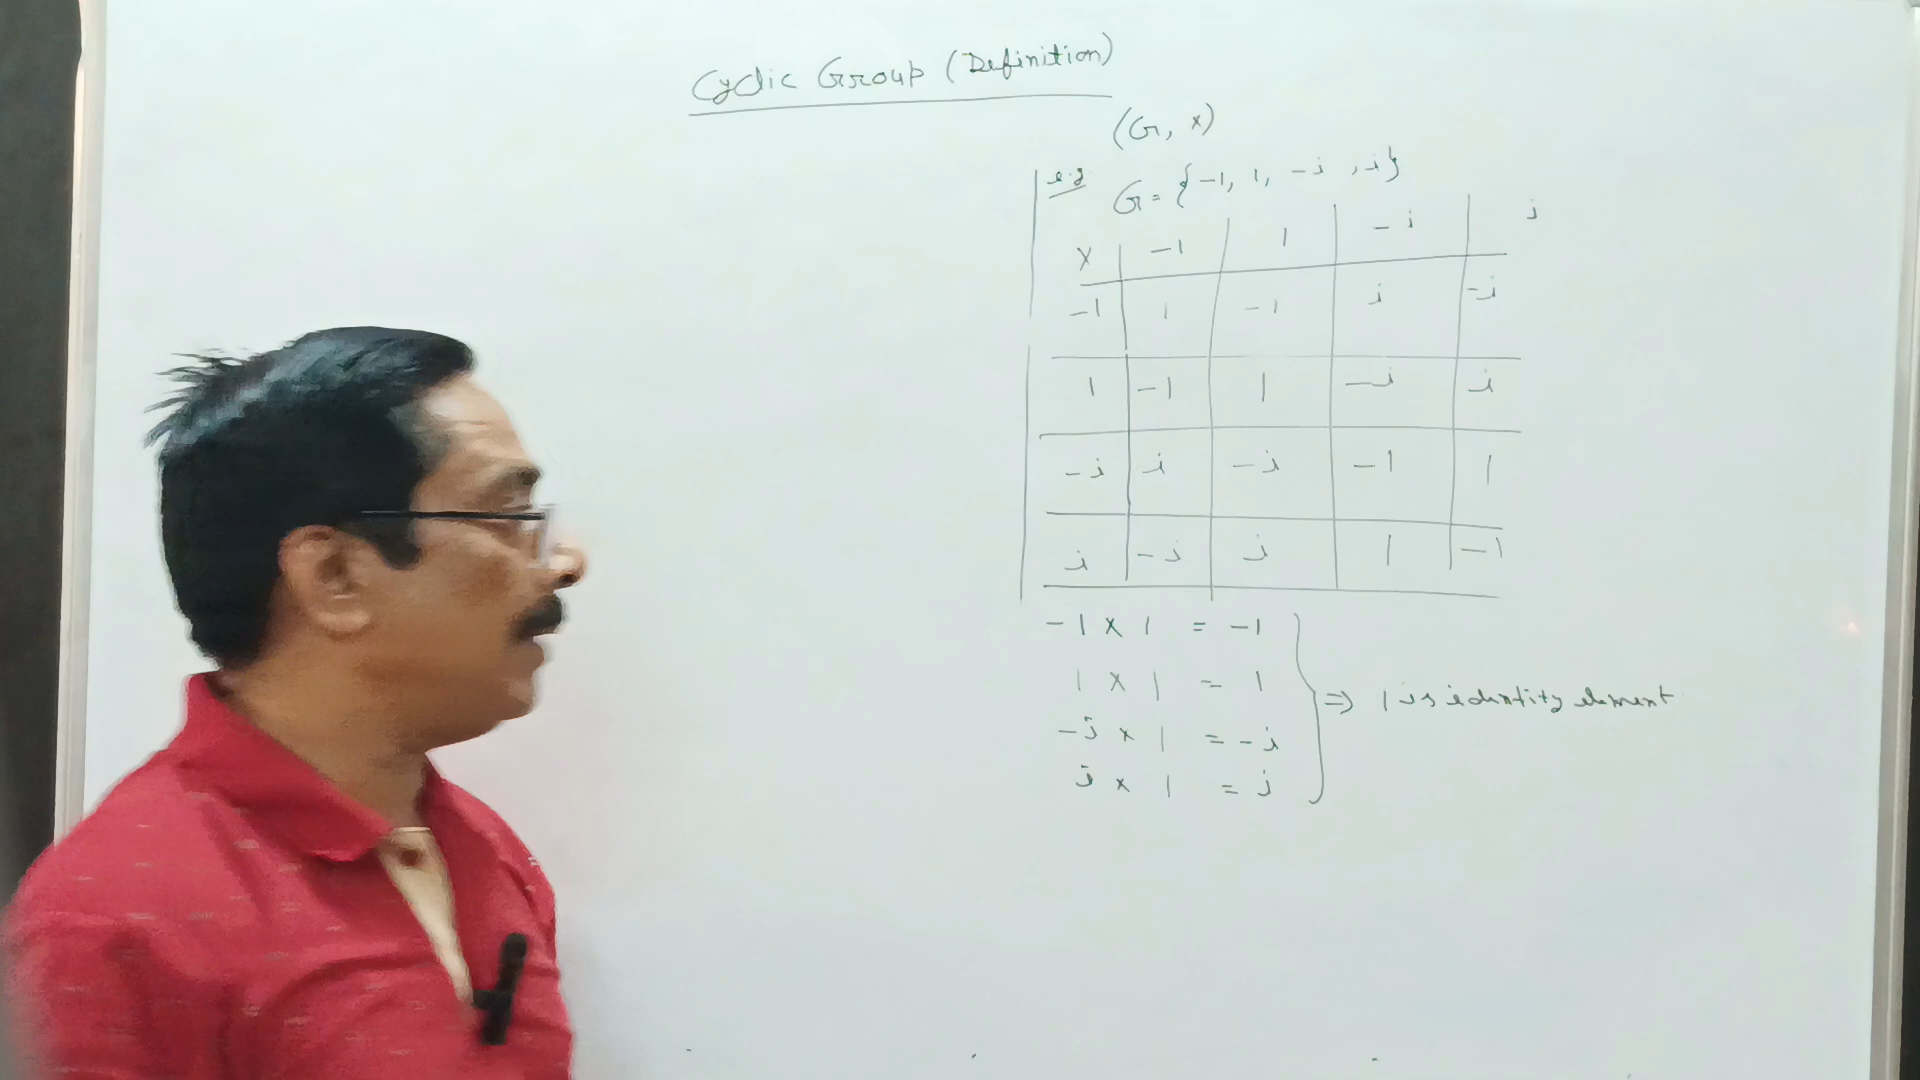 Cyclic Group (Definition)
(G, x)
e.g G = {-1, 1, -i, i}
X -1 1 -i i
-1 1 -1 i -i
1 -1 1 -i i
-i i -i -1 1
i -i i 1 -1
-1 x 1 = -1
1 x 1 = 1
⇒ 1 is identity element
-i x 1 = -i
i x 1 = i